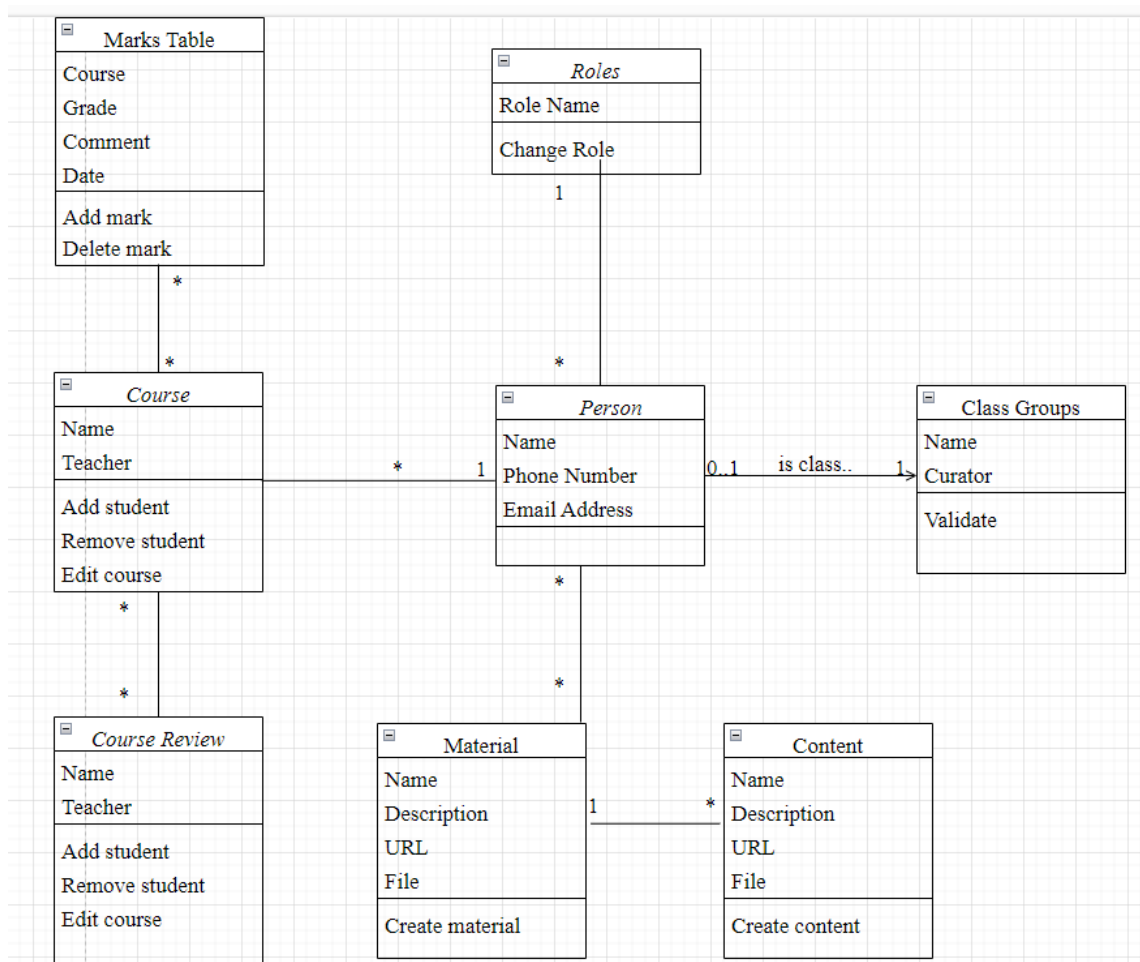 Marks Table
Course
Grade
Comment
Date
Add mark
Delete mark
*
*
Roles
Role Name
Change Role
1
*
Course
Name
Teacher
Add student
Remove student
Edit course
*
1
Person
Name
Phone Number
Email Address
0..1
is class..
1
Class Groups
Name
Curator
Validate
*
*
*
*
Course Review
Name
Teacher
Add student
Remove student
Edit course
Material
Name
Description
URL
File
Create material
1
*
Content
Name
Description
URL
File
Create content